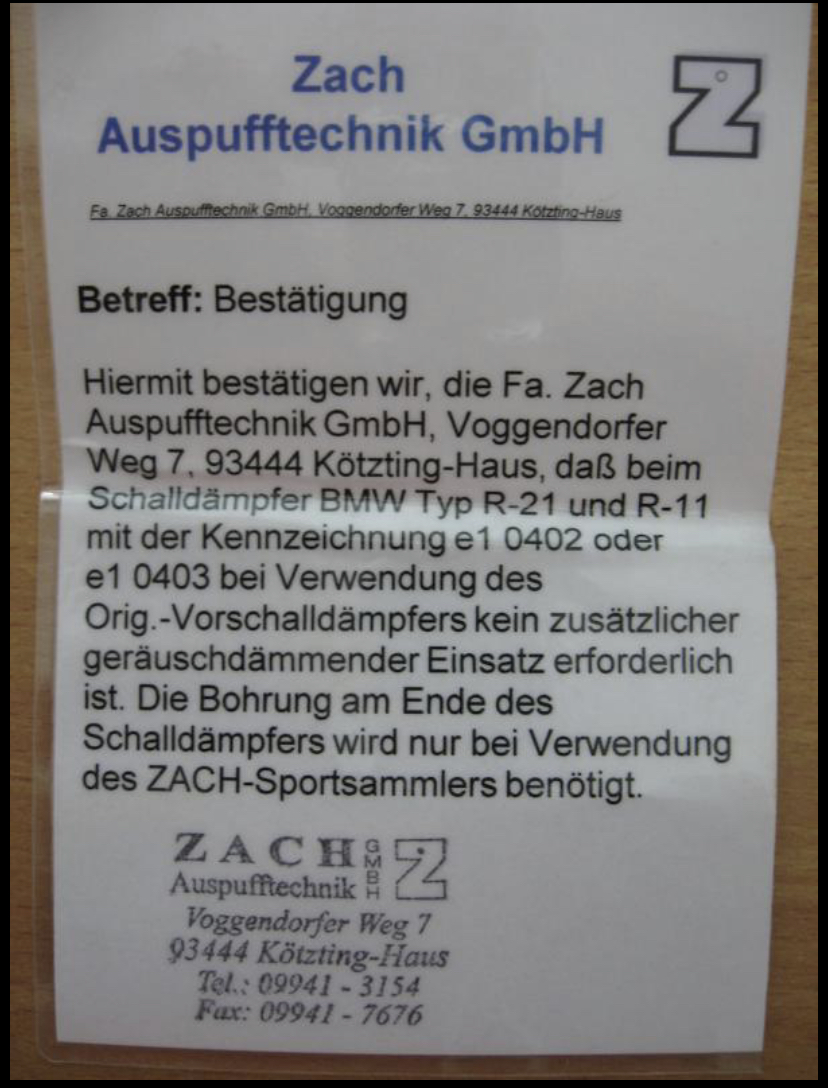 Zach
Auspufftechnik GmbH
Fa. Zach Auspufftechnik GmbH, Voggendorfer Weg 7, 93444 Kötzting-Haus
Betreff: Bestätigung
Hiermit bestätigen wir, die Fa. Zach
Auspufftechnik GmbH, Voggendorfer
Weg 7, 93444 Kötzting-Haus, daß beim
Schalldämpfer BMW Typ R-21 und R-11
mit der Kennzeichnung e1 0402 oder
e1 0403 bei Verwendung des
Orig.-Vorschalldämpfers kein zusätzlicher
geräuschdämmender Einsatz erforderlich
ist. Die Bohrung am Ende des
Schalldämpfers wird nur bei Verwendung
des ZACH-Sportsammlers benötigt.
ZACH GMBH Z
Auspufftechnik
Voggendorfer Weg 7
93444 Kötzting-Haus
Tel.: 09941 - 3154
Fax: 09941 - 7676